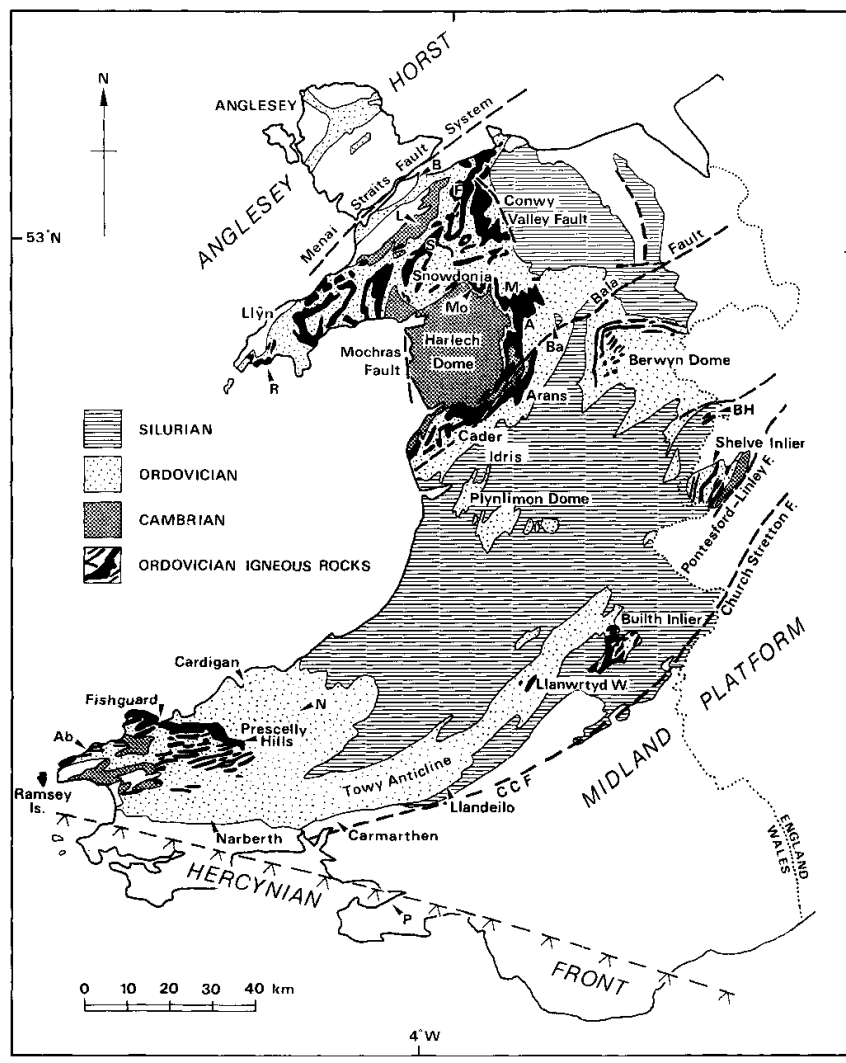 N
ANGLESEY
HORST
ANGLESEY
Menai Straits Fault System
B
F
L
Conwy
Valley Fault
53°N
S
Snowdonia
M
Mo
Bala Fault
Llŷn
A
Harlech
Dome
Ba
Berwyn Dome
Mochras
Fault
R
Arans
BH
Cader
Idris
Shelve Inlier
SILURIAN
ORDOVICIAN
CAMBRIAN
ORDOVICIAN IGNEOUS ROCKS
Plynlimon Dome
Pontesford-Linley F.
Church Stretton F.
Builth Inlier
Cardigan
Llanwrtyd W.
MIDLAND PLATFORM
Fishguard
N
Ab
Prescelly
Hills
Ramsey
Is.
Towy Anticline
CCF
Llandeilo
Narberth
Carmarthen
ENGLAND
WALES
HERCYNIAN
P
FRONT
0 10 20 30 40 km
4°W